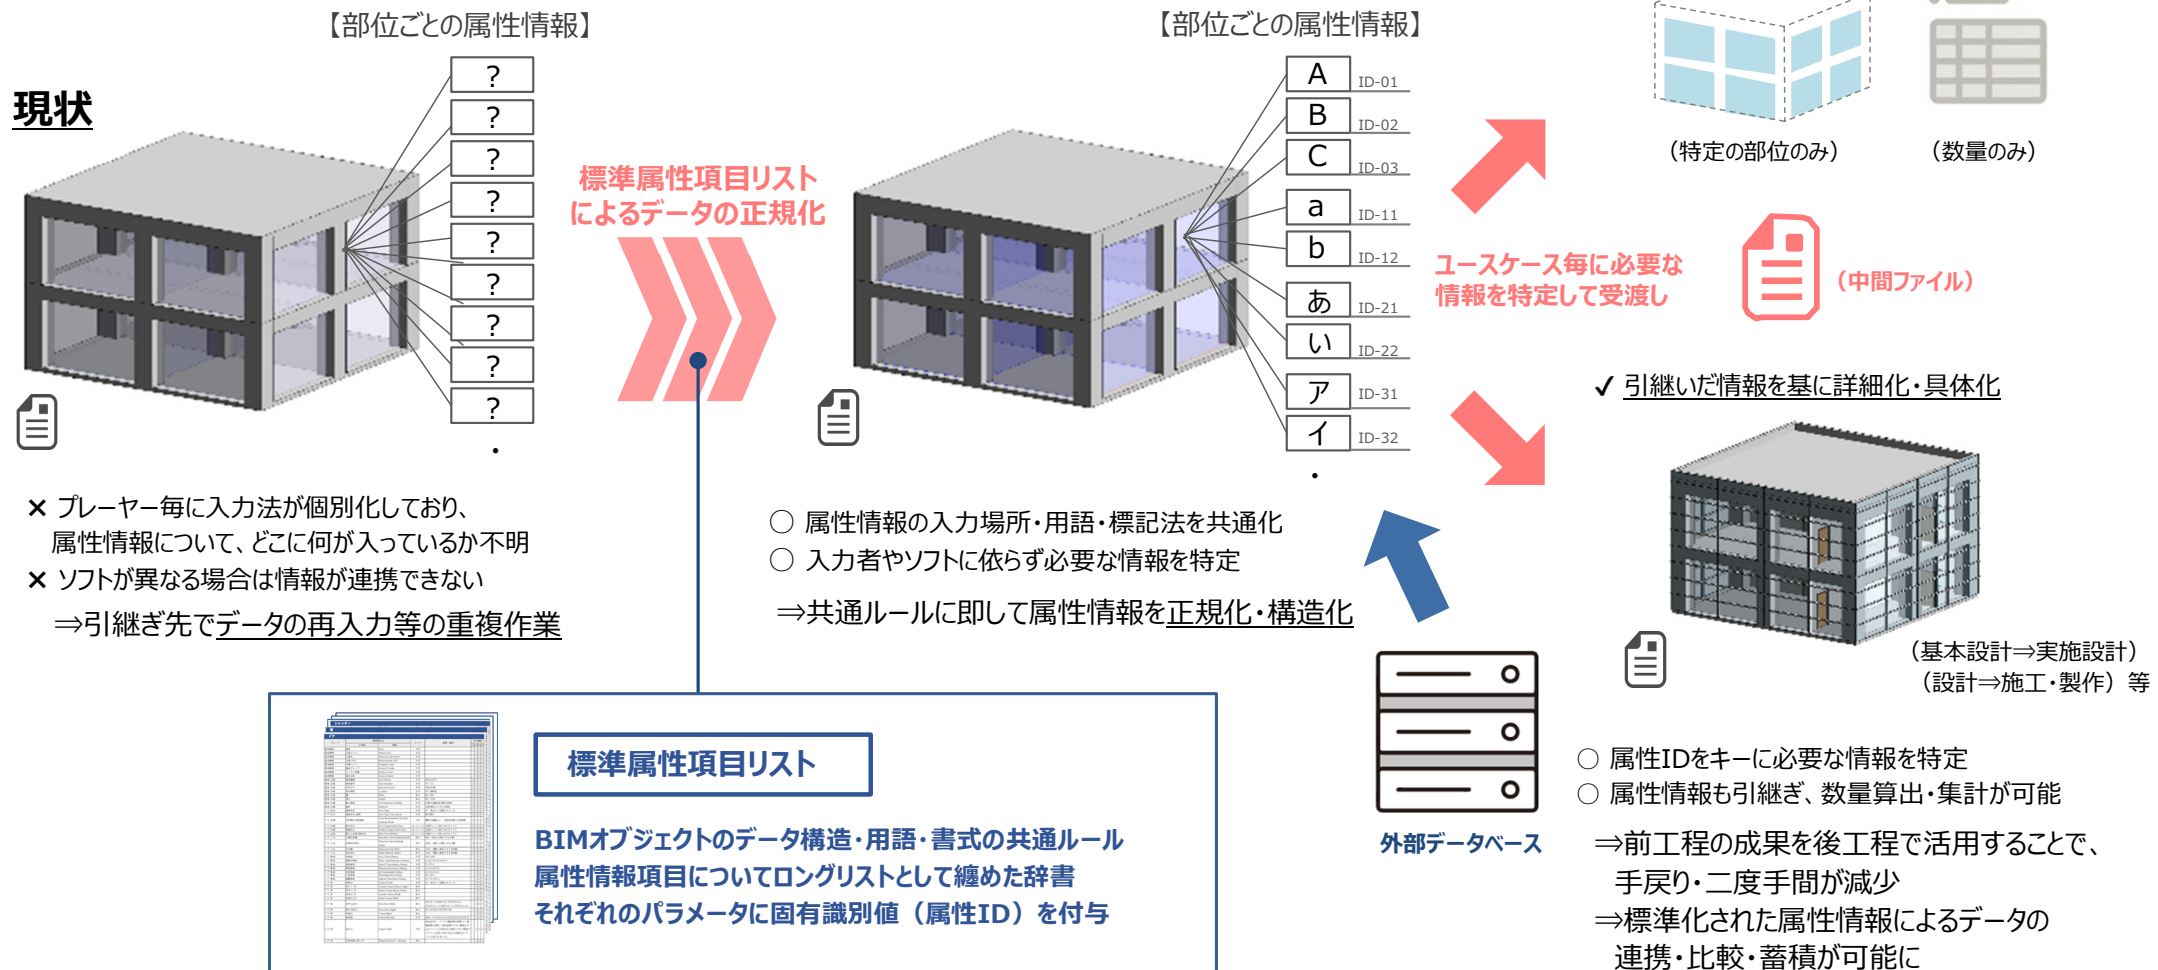 【部位ごとの属性情報】
現状
?
?
?
?
?
?
?
?
?
・
× プレーヤー毎に入力法が個別化しており、
属性情報について、どこに何が入っているか不明
× ソフトが異なる場合は情報が連携できない
⇒引継ぎ先でデータの再入力等の重複作業
標準属性項目リスト
によるデータの正規化
【部位ごとの属性情報】
A ID-01
B ID-02
C ID-03
a ID-11
b ID-12
あ ID-21
い ID-22
ア ID-31
イ ID-32
・
○ 属性情報の入力場所・用語・標記法を共通化
○ 入力者やソフトに依らず必要な情報を特定
⇒共通ルールに即して属性情報を正規化・構造化
標準属性項目リスト
BIMオブジェクトのデータ構造・用語・書式の共通ルール
属性情報項目についてロングリストとして纏めた辞書
それぞれのパラメータに固有識別値（属性ID）を付与
外部データベース
ユースケース毎に必要な
情報を特定して受渡し
（特定の部位のみ）
（数量のみ）
（中間ファイル）
✓ 引継いだ情報を基に詳細化・具体化
（基本設計⇒実施設計）
（設計⇒施工・製作）等
○ 属性IDをキーに必要な情報を特定
○ 属性情報も引継ぎ、数量算出・集計が可能
⇒前工程の成果を後工程で活用することで、
手戻り・二度手間が減少
⇒標準化された属性情報によるデータの
連携・比較・蓄積が可能に